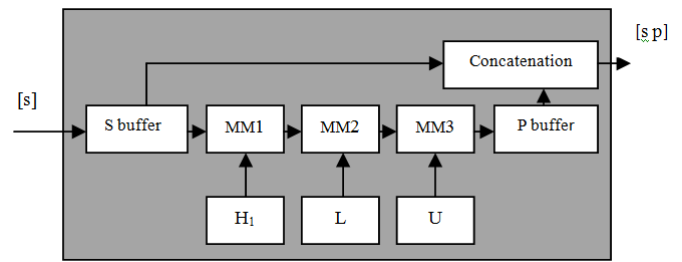 [s p]
Concatenation
[s]
S buffer
MM1
MM2
MM3
P buffer
H₁
L
U